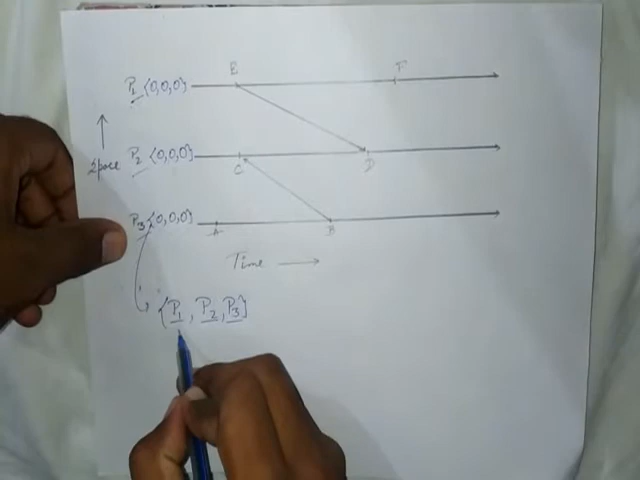 E F
P1 {0,0,0}
Space
P2 {0,0,0}
C D
P3 {0,0,0}
A B
Time
{P1, P2, P3}